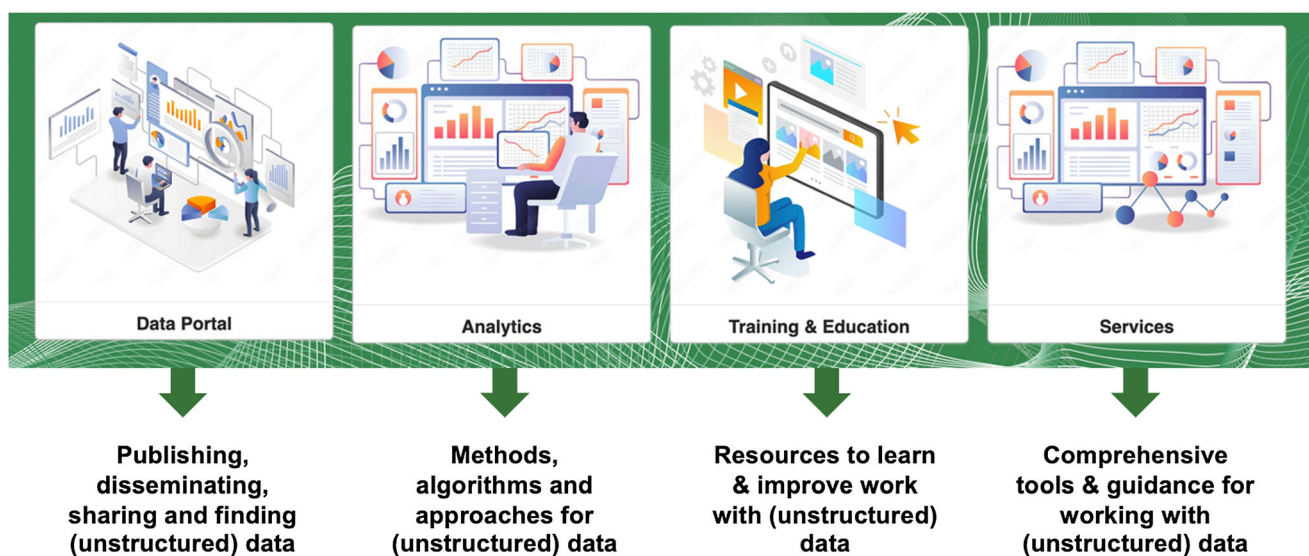 Data Portal
Analytics
Training & Education
Services
Publishing,
disseminating,
sharing and finding
(unstructured) data
Methods,
algorithms and
approaches for
(unstructured) data
Resources to learn
& improve work
with (unstructured)
data
Comprehensive
tools & guidance for
working with
(unstructured) data